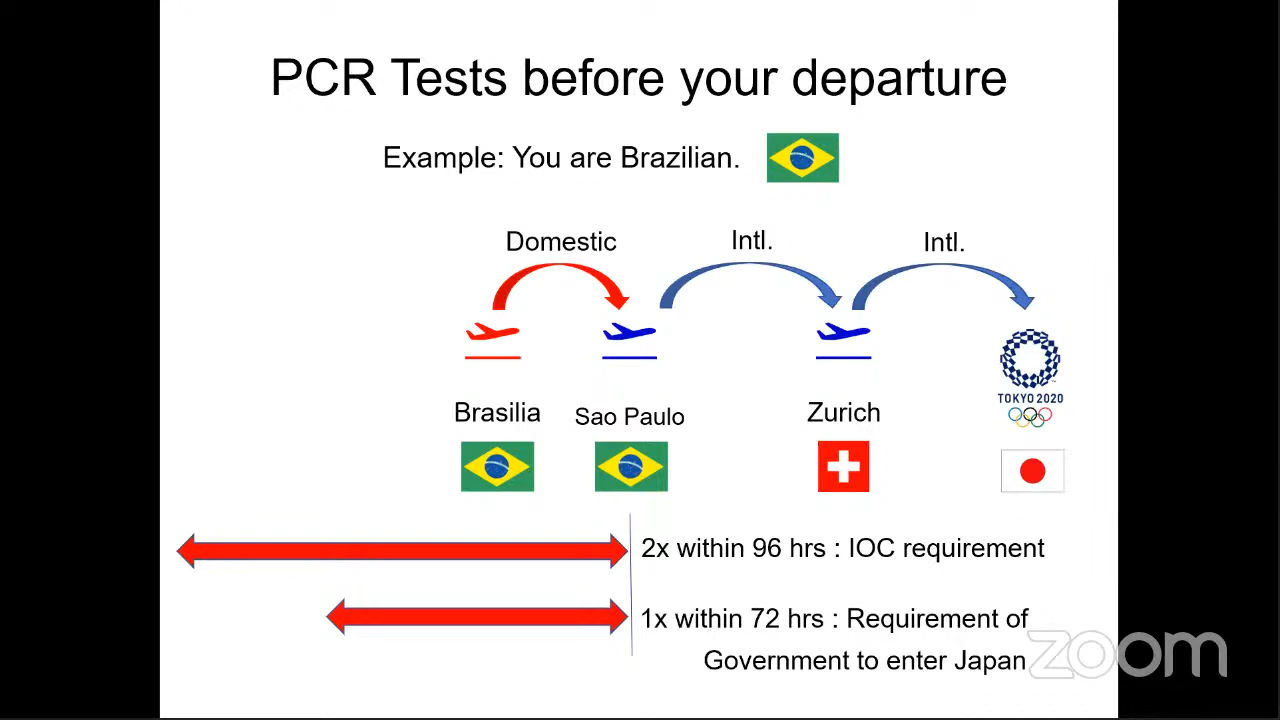 PCR Tests before your departure
Example: You are Brazilian.
Domestic
Intl.
Intl.
TOKYO 2020
Brasilia
Sao Paulo
Zurich
2x within 96 hrs : IOC requirement
1x within 72 hrs : Requirement of
Government to enter Japan
zoom